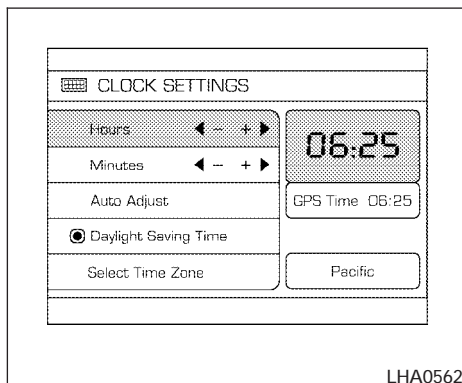 CLOCK SETTINGS
Hours ◀ – + ▶
06:25
Minutes ◀ – + ▶
Auto Adjust
GPS Time 06:25
Daylight Saving Time
Select Time Zone
Pacific
LHA0562